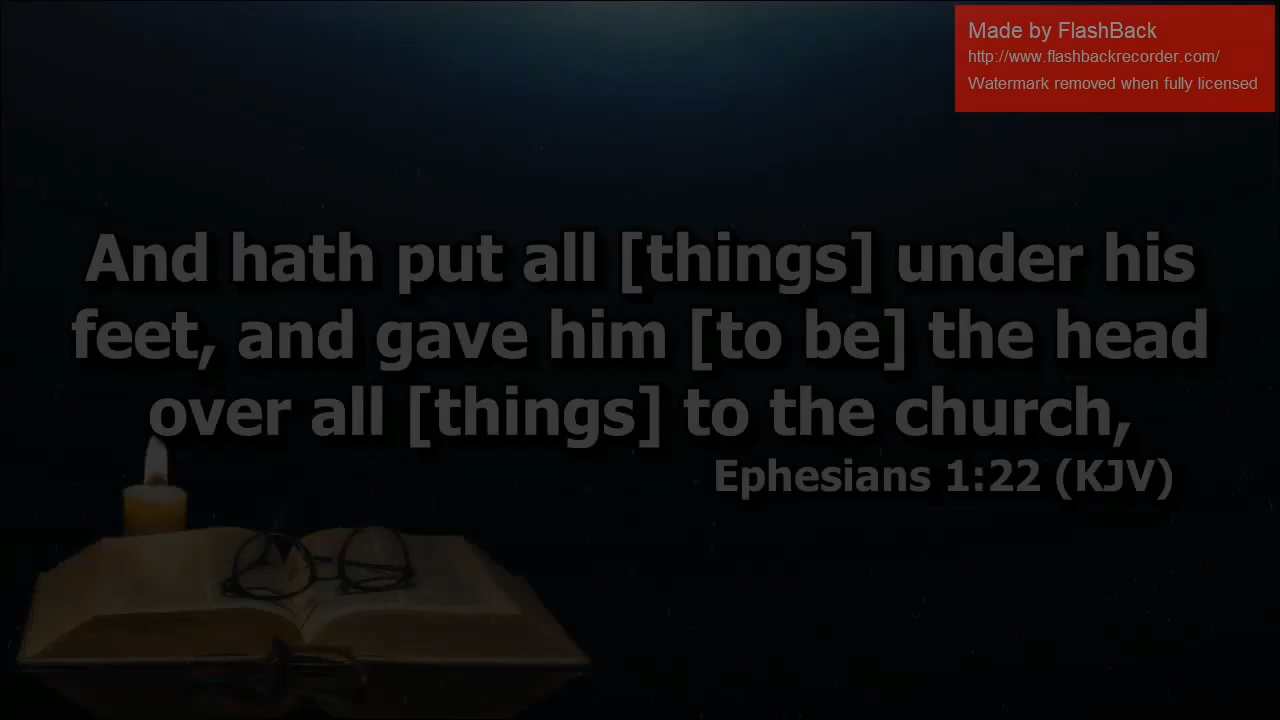 Made by FlashBack
http://www.flashbackrecorder.com/
Watermark removed when fully licensed
And hath put all [things] under his
feet, and gave him [to be] the head
over all [things] to the church,
Ephesians 1:22 (KJV)